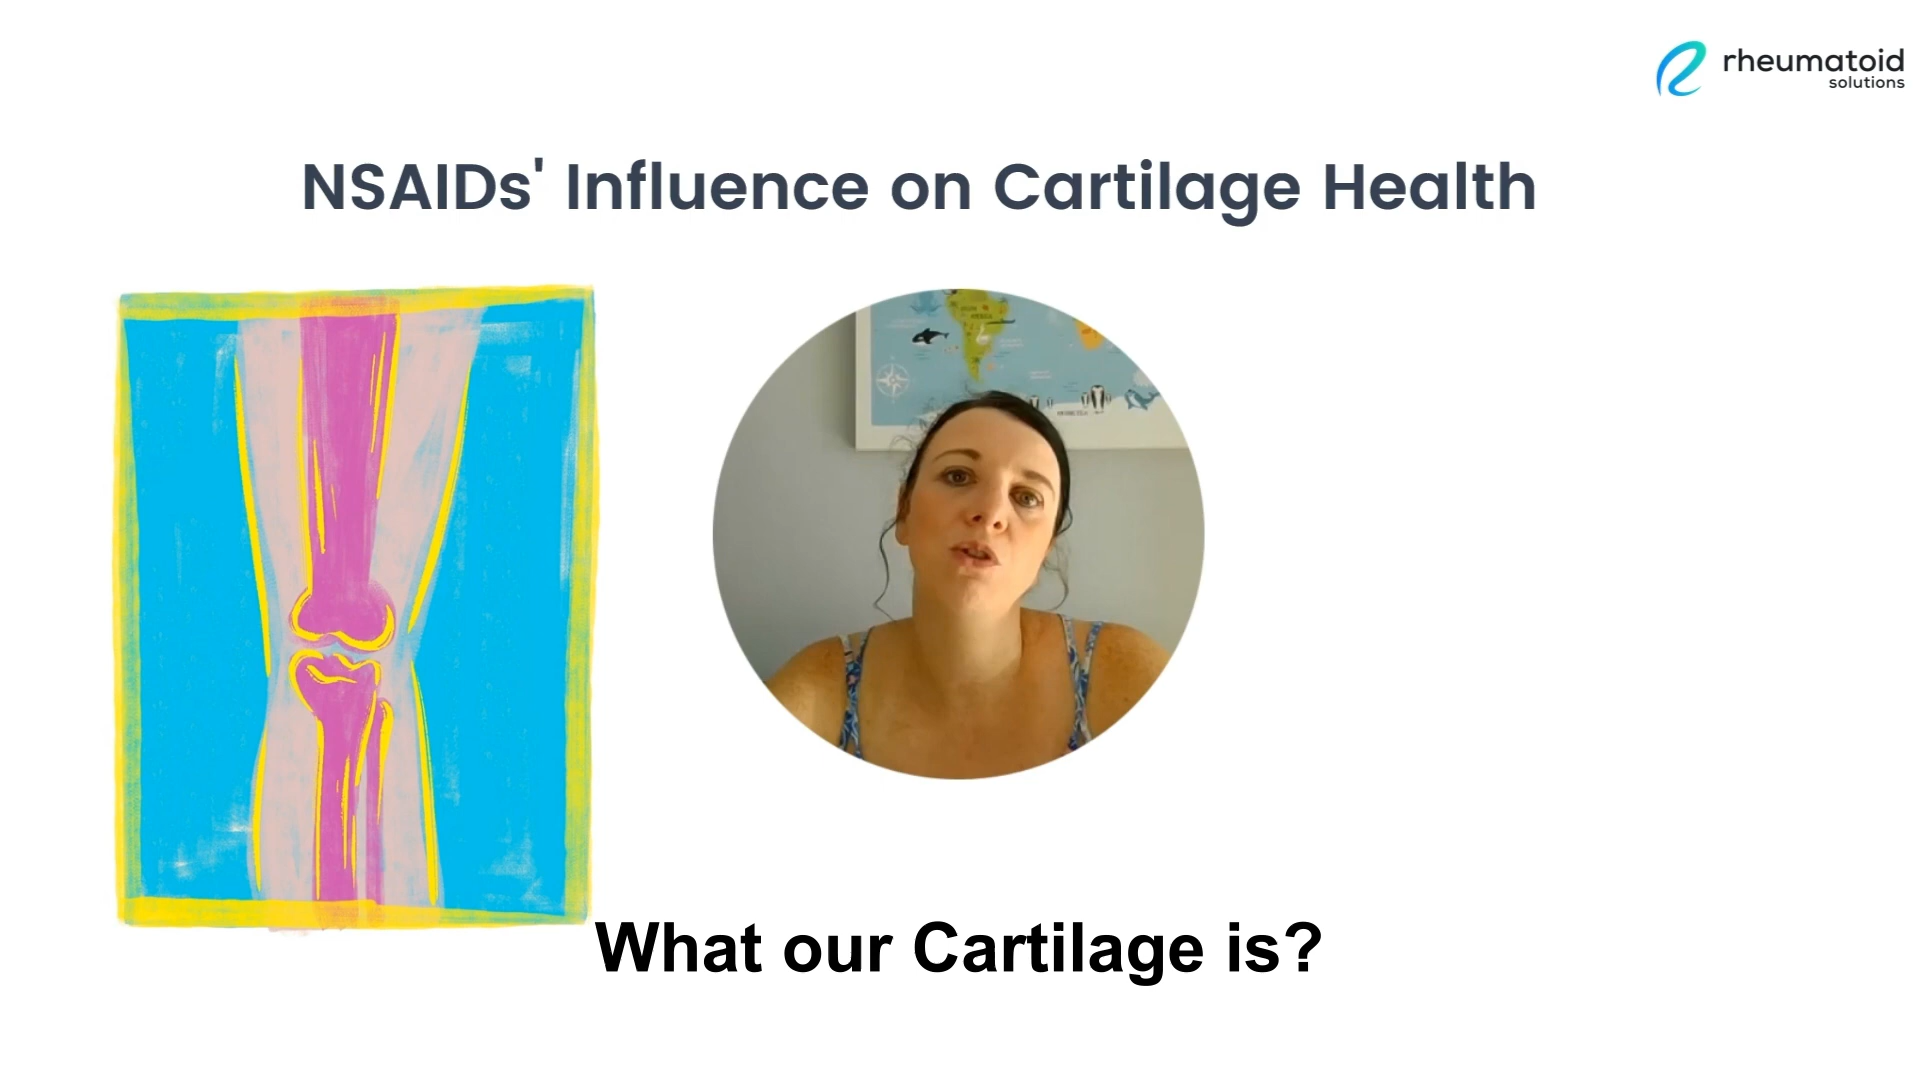 rheumatoid
solutions
NSAIDs' Influence on Cartilage Health
What our Cartilage is?